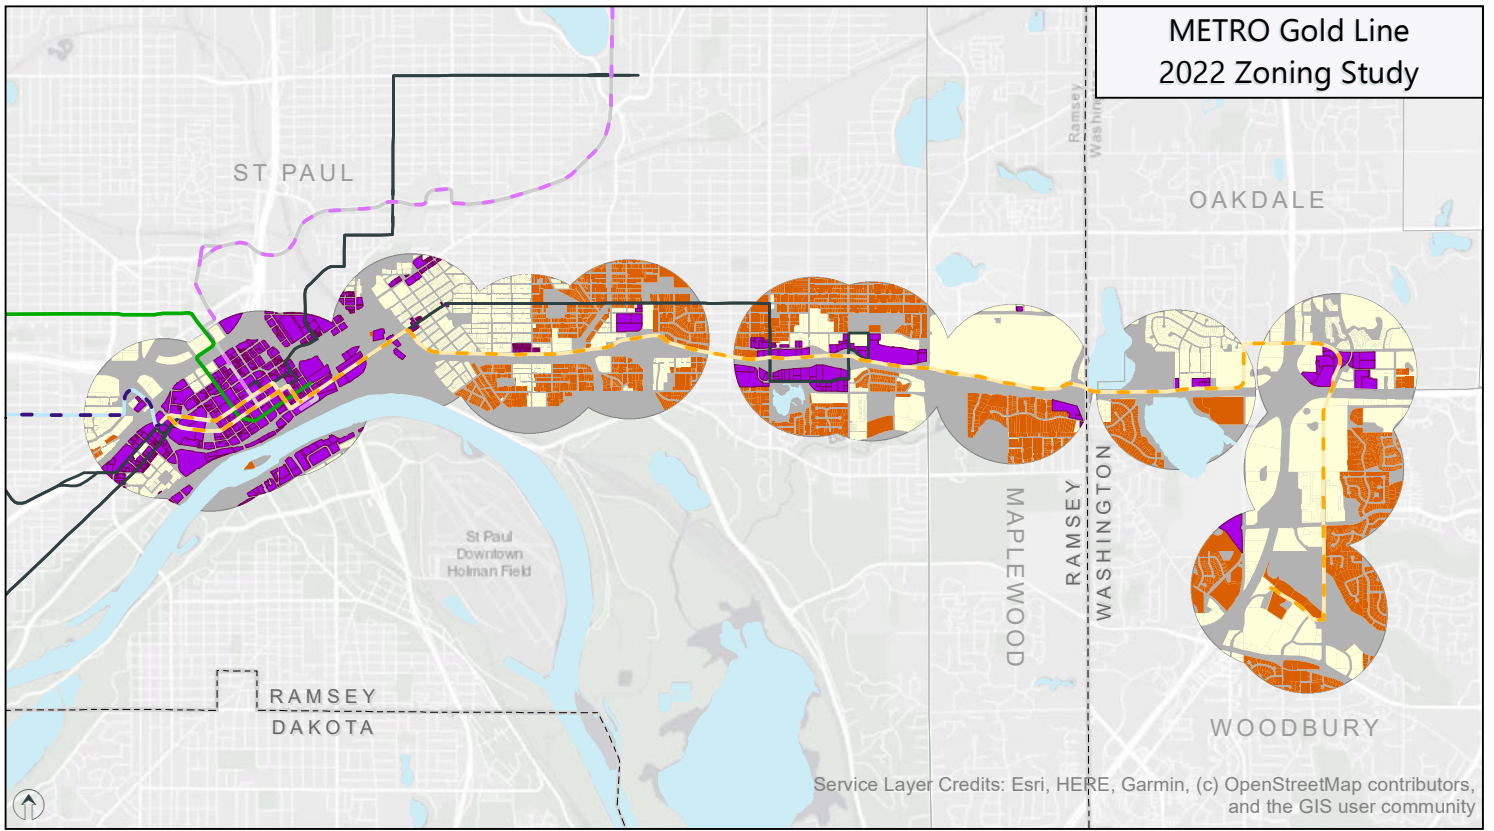 METRO Gold Line
2022 Zoning Study
Ramsey
ST PAUL
OAKDALE
St Paul
Downtown
Holman Field
MAPLEWOOD
RAMSEY
WASHINGTON
RAMSEY
DAKOTA
WOODBURY
Service Layer Credits: Esri, HERE, Garmin, (c) OpenStreetMap contributors,
and the GIS user community